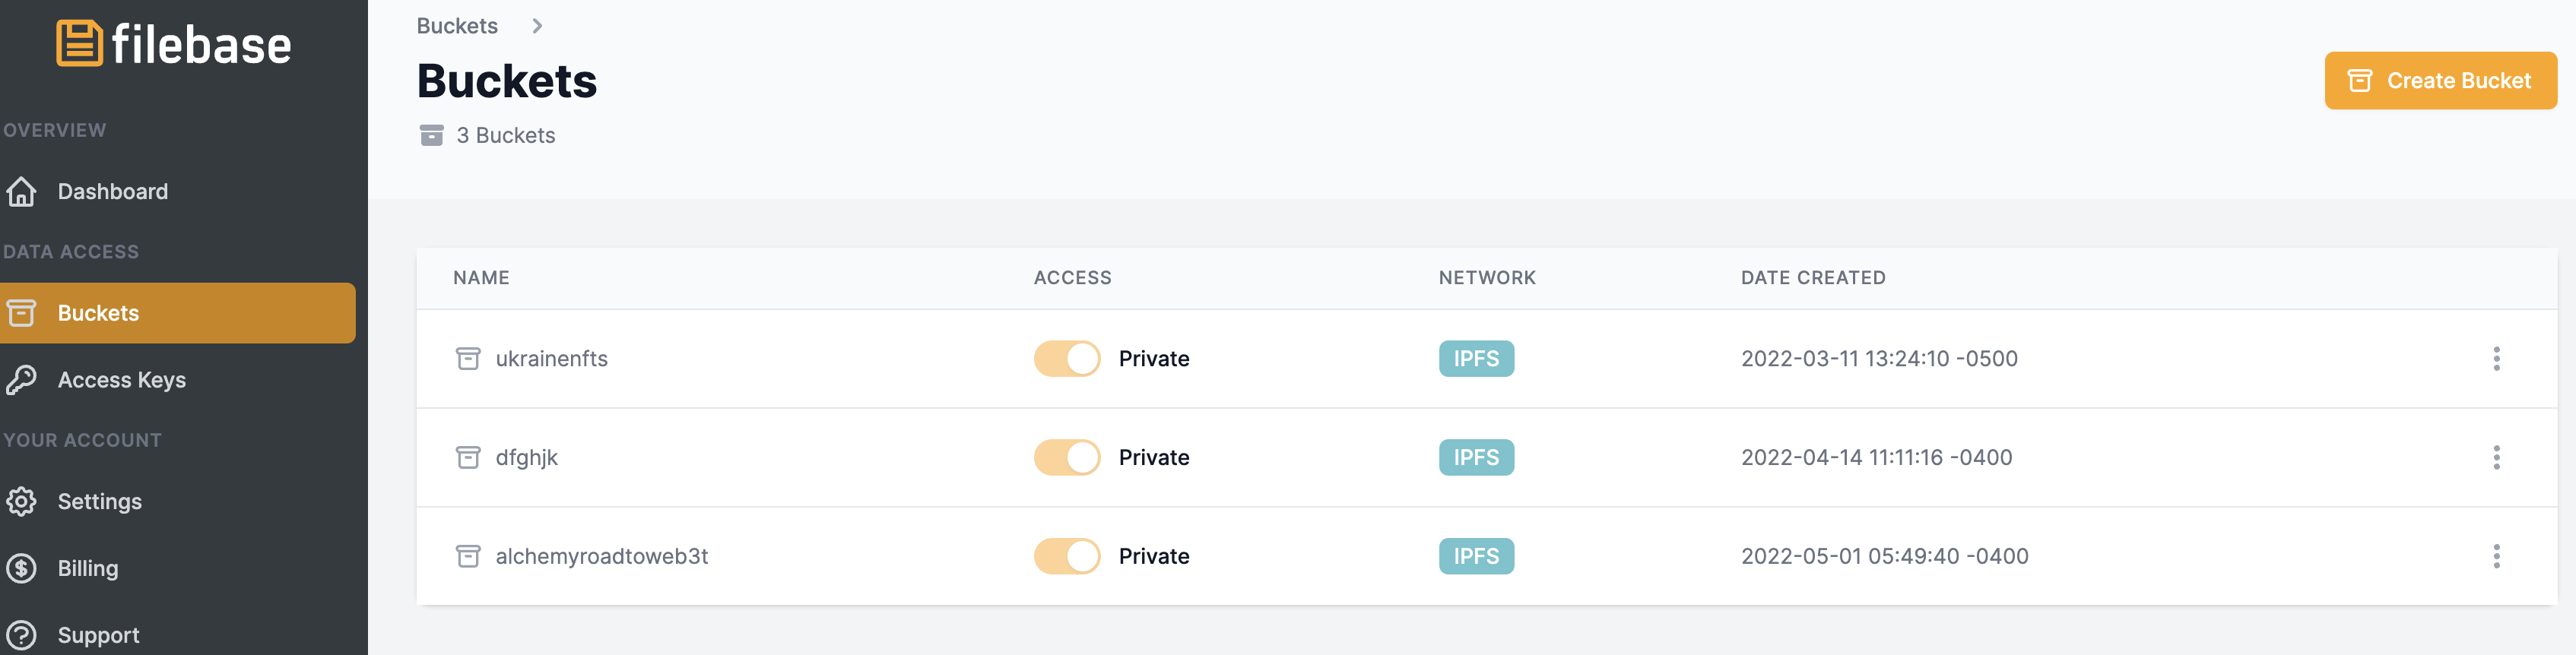 filebase
OVERVIEW
Dashboard
DATA ACCESS
Buckets
Access Keys
YOUR ACCOUNT
Settings
Billing
Support
Buckets
Buckets
3 Buckets
Create Bucket
NAME ACCESS NETWORK DATE CREATED
ukrainenfts Private IPFS 2022-03-11 13:24:10 -0500
dfghjk Private IPFS 2022-04-14 11:11:16 -0400
alchemyroadtoweb3t Private IPFS 2022-05-01 05:49:40 -0400